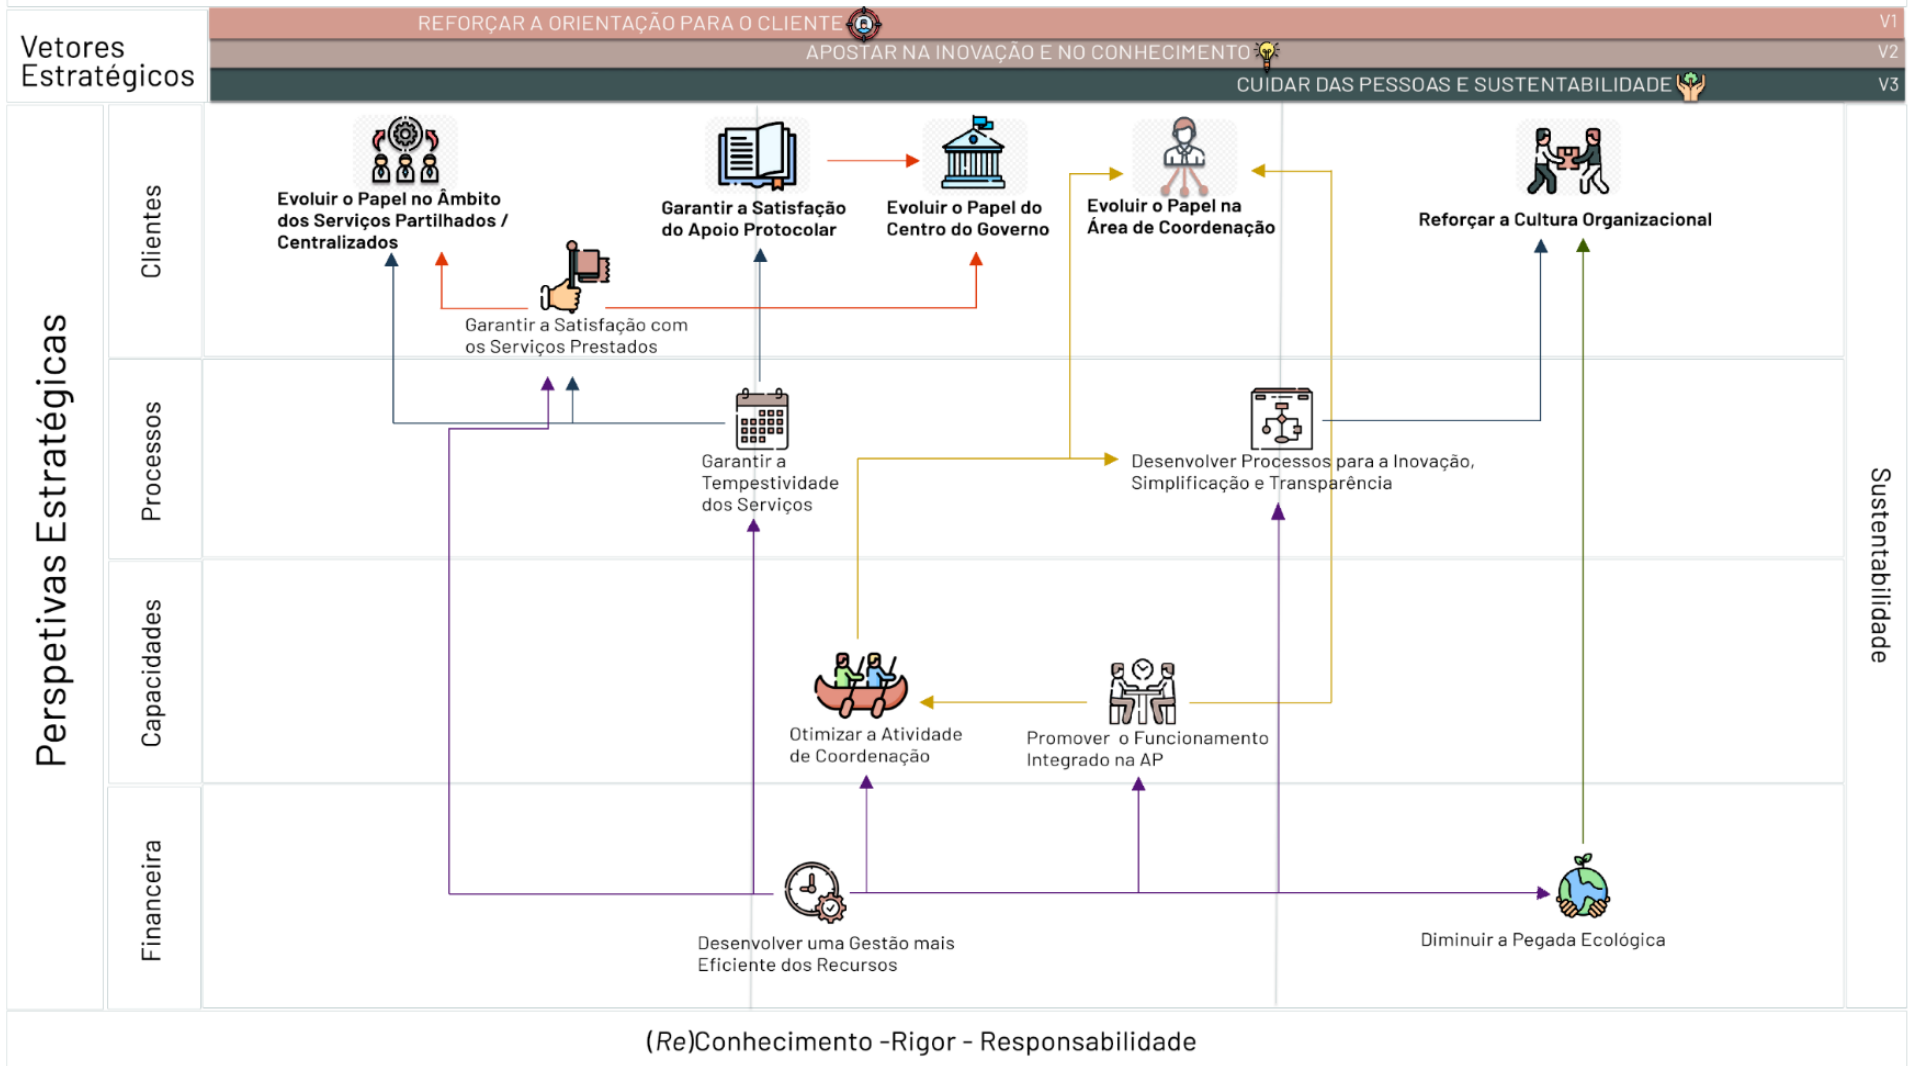 Vetores
Estratégicos
REFORÇAR A ORIENTAÇÃO PARA O CLIENTE
V1
APOSTAR NA INOVAÇÃO E NO CONHECIMENTO
V2
CUIDAR DAS PESSOAS E SUSTENTABILIDADE
V3
Perspetivas Estratégicas
Clientes
Evoluir o Papel no Âmbito
dos Serviços Partilhados /
Centralizados
Garantir a Satisfação
do Apoio Protocolar
Evoluir o Papel do
Centro do Governo
Evoluir o Papel na
Área de Coordenação
Reforçar a Cultura Organizacional
Garantir a Satisfação com
os Serviços Prestados
Processos
Garantir a
Tempestividade
dos Serviços
Desenvolver Processos para a Inovação,
Simplificação e Transparência
Capacidades
Otimizar a Atividade
de Coordenação
Promover o Funcionamento
Integrado na AP
Financeira
Desenvolver uma Gestão mais
Eficiente dos Recursos
Diminuir a Pegada Ecológica
Sustentabilidade
(Re)Conhecimento -Rigor - Responsabilidade